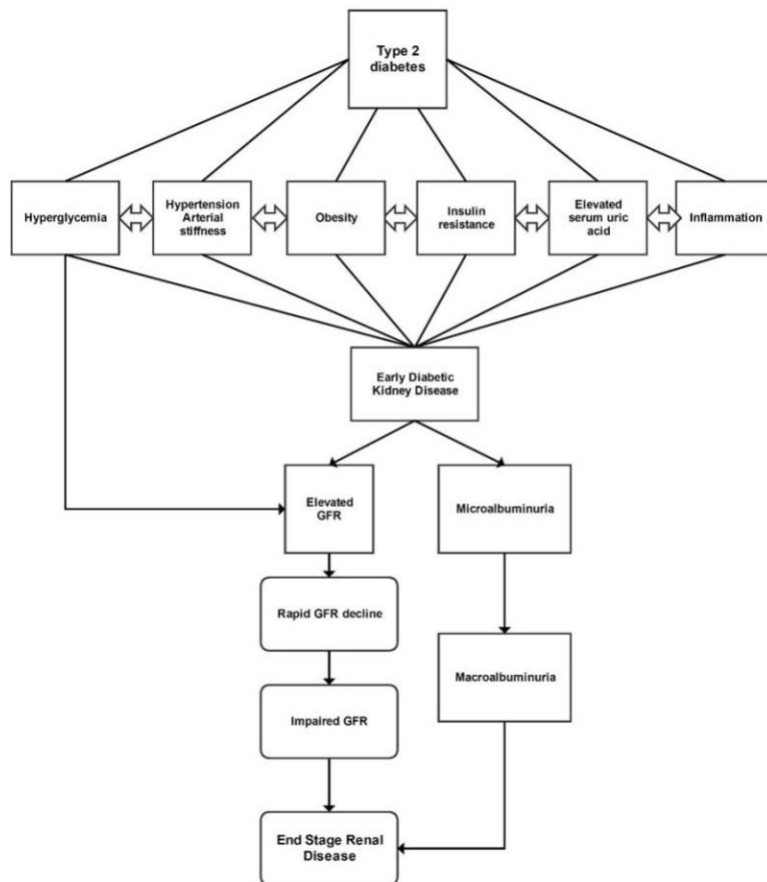 Type 2
diabetes
Hyperglycemia
Hypertension
Arterial
stiffness
Obesity
Insulin
resistance
Elevated
serum uric
acid
Inflammation
Early Diabetic
Kidney Disease
Elevated
GFR
Microalbuminuria
Rapid GFR decline
Macroalbuminuria
Impaired GFR
End Stage Renal
Disease